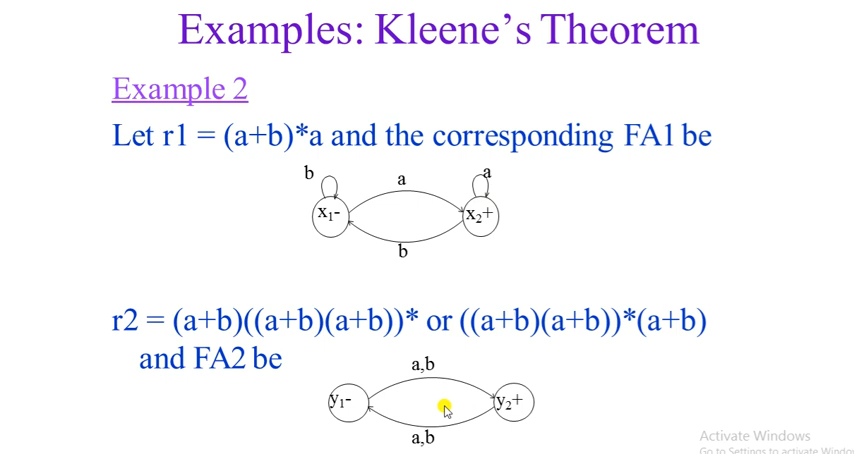 Examples: Kleene’s Theorem
Example 2
Let r1 = (a+b)*a and the corresponding FA1 be
b
a
a
x₁-
x₂+
b
r2 = (a+b)((a+b)(a+b))* or ((a+b)(a+b))*(a+b)
and FA2 be
a,b
y₁-
y₂+
a,b
Activate Windows
Go to Settings to activate Windows